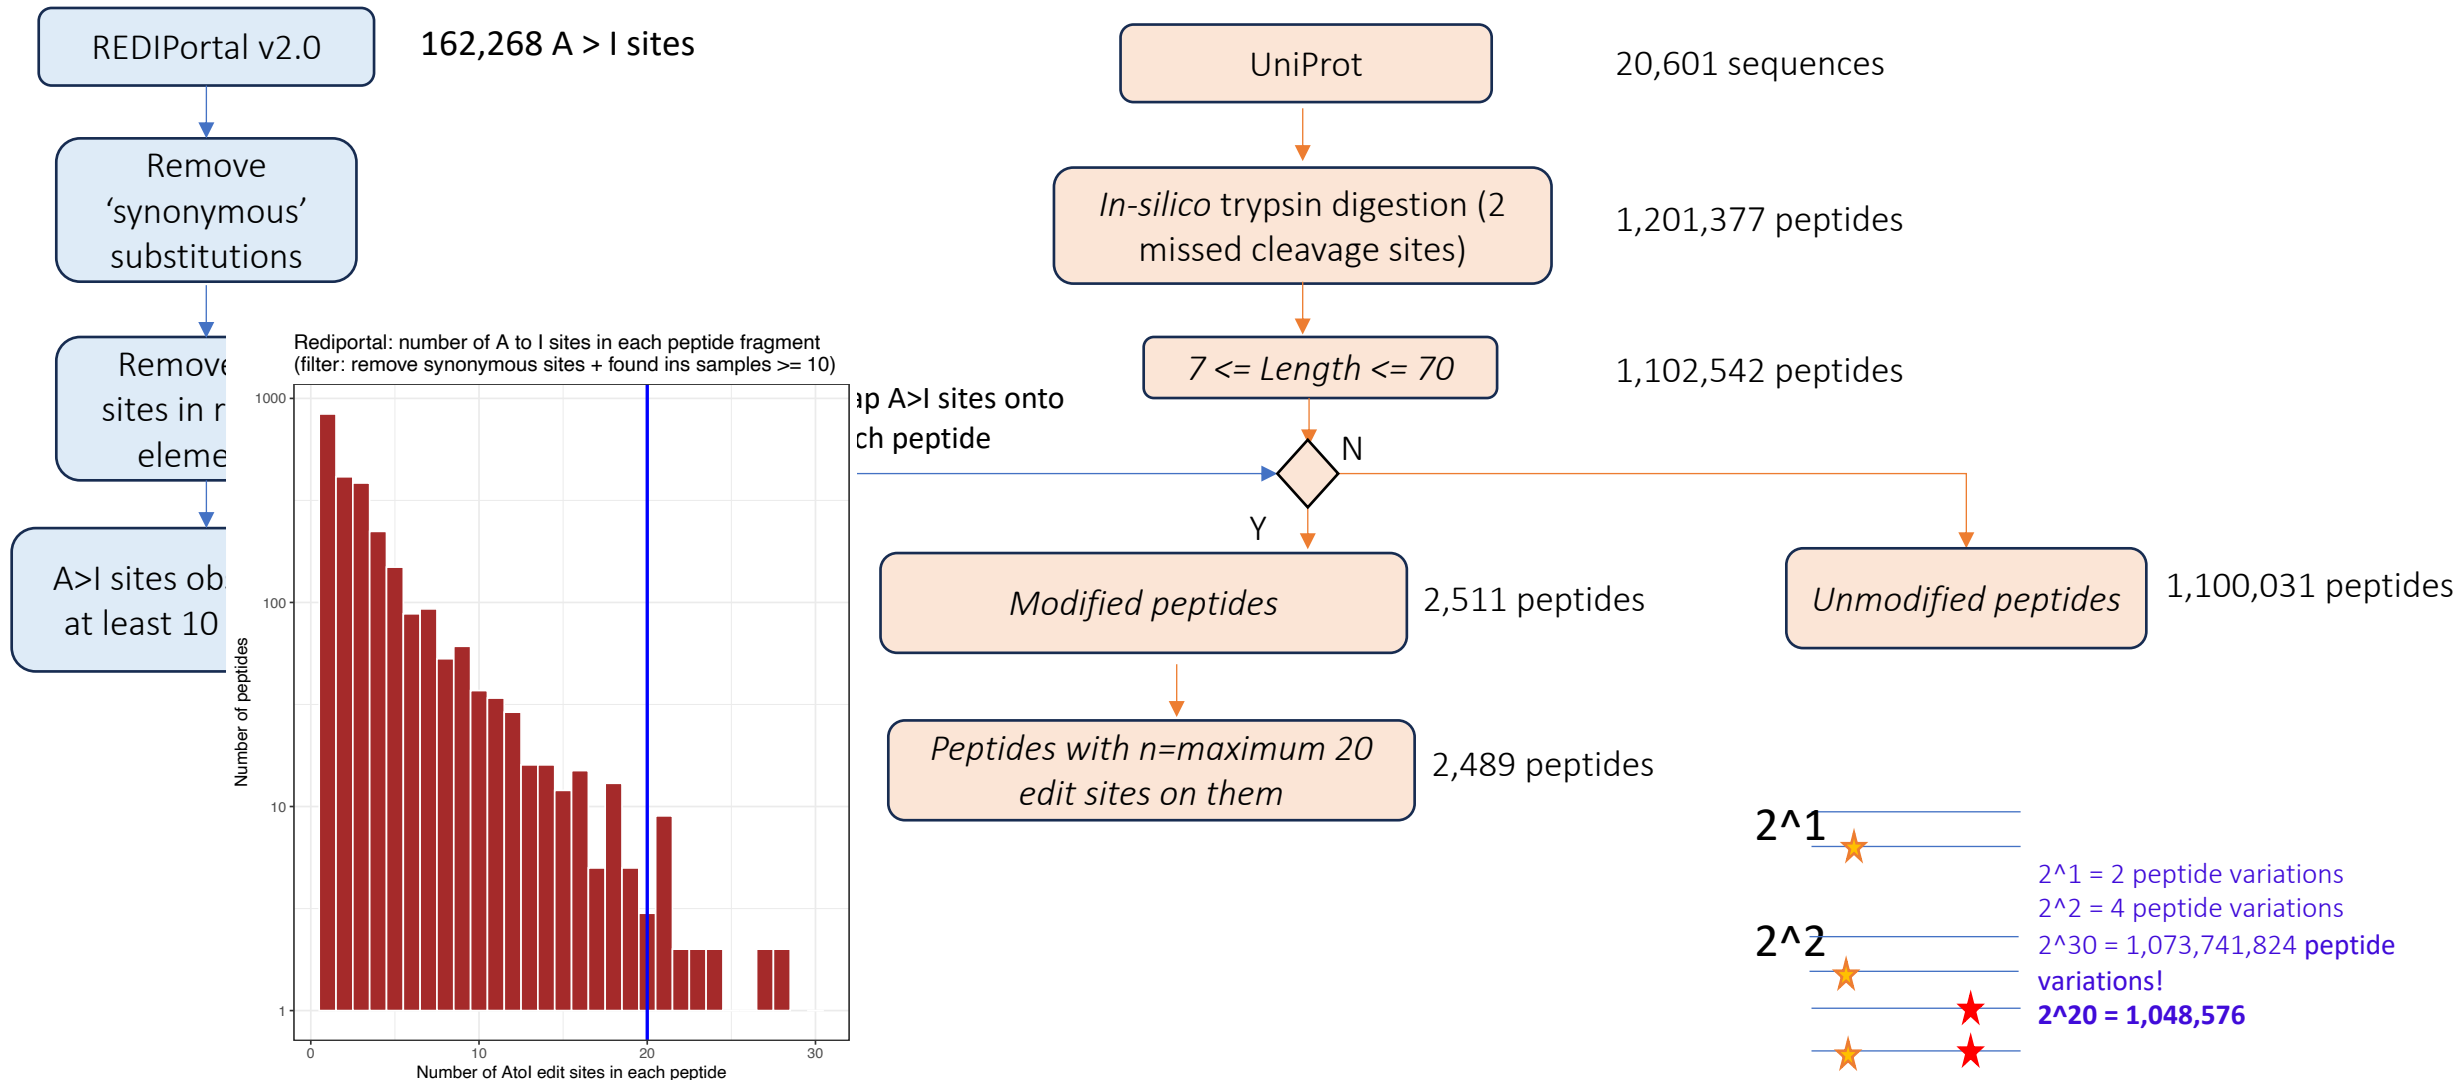 REDIPortal v2.0
162,268 A > I sites
Remove
‘synonymous’
substitutions
Remove
sites in
A>I sites
at least 10
Rediportal: number of A to I sites in each peptide fragment
(filter: remove synonymous sites + found ins samples >= 10)
1000
100
10
1
Number of peptides
0
10
20
30
Number of AtoI edit sites in each peptide
A>I sites onto
peptide
UniProt
20,601 sequences
In-silico trypsin digestion (2
missed cleavage sites)
1,201,377 peptides
7 <= Length <= 70
1,102,542 peptides
N
Y
Modified peptides
2,511 peptides
Unmodified peptides
1,100,031 peptides
Peptides with n=maximum 20
edit sites on them
2,489 peptides
2^1
2^2
2^1 = 2 peptide variations
2^2 = 4 peptide variations
2^30 = 1,073,741,824 peptide
variations!
2^20 = 1,048,576